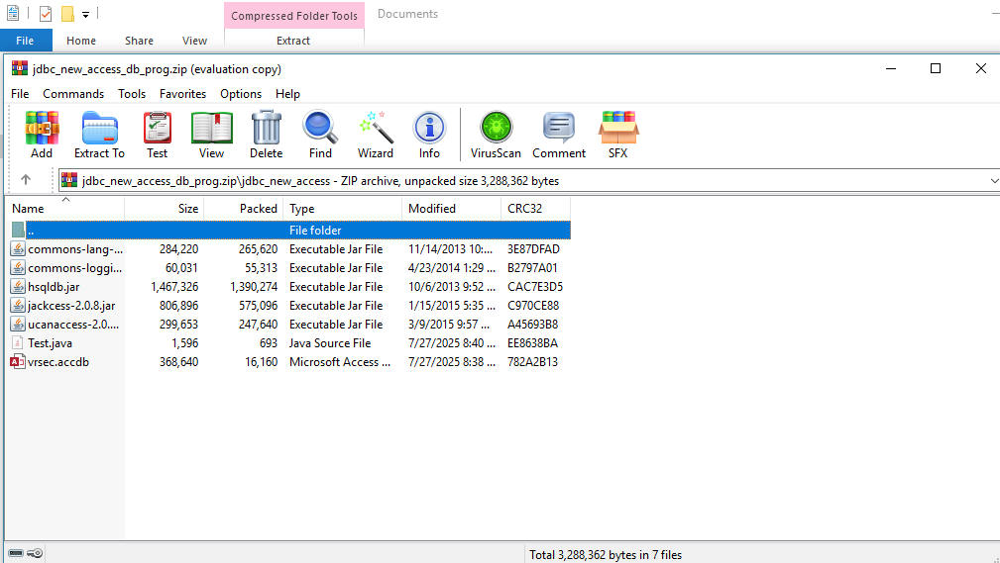 Compressed Folder Tools Documents
File Home Share View Extract
jdbc_new_access_db_prog.zip (evaluation copy)
File Commands Tools Favorites Options Help
Add Extract To Test View Delete Find Wizard Info VirusScan Comment SFX
jdbc_new_access_db_prog.zip\jdbc_new_access - ZIP archive, unpacked size 3,288,362 bytes
Name Size Packed Type Modified CRC32
.. File folder
commons-lang-... 284,220 265,620 Executable Jar File 11/14/2013 10:... 3E87DFAD
commons-loggi... 60,031 55,313 Executable Jar File 4/23/2014 1:29 ... B2797A01
hsqldb.jar 1,467,326 1,390,274 Executable Jar File 10/6/2013 9:52 ... CAC7E3D5
jackcess-2.0.8.jar 806,896 575,096 Executable Jar File 1/15/2015 5:35 ... C970CE88
ucanaccess-2.0.... 299,653 247,640 Executable Jar File 3/9/2015 9:57 ... A45693B8
Test.java 1,596 693 Java Source File 7/27/2025 8:40 ... EE8638BA
vrsec.accdb 368,640 16,160 Microsoft Access ... 7/27/2025 8:38 ... 782A2B13
Total 3,288,362 bytes in 7 files